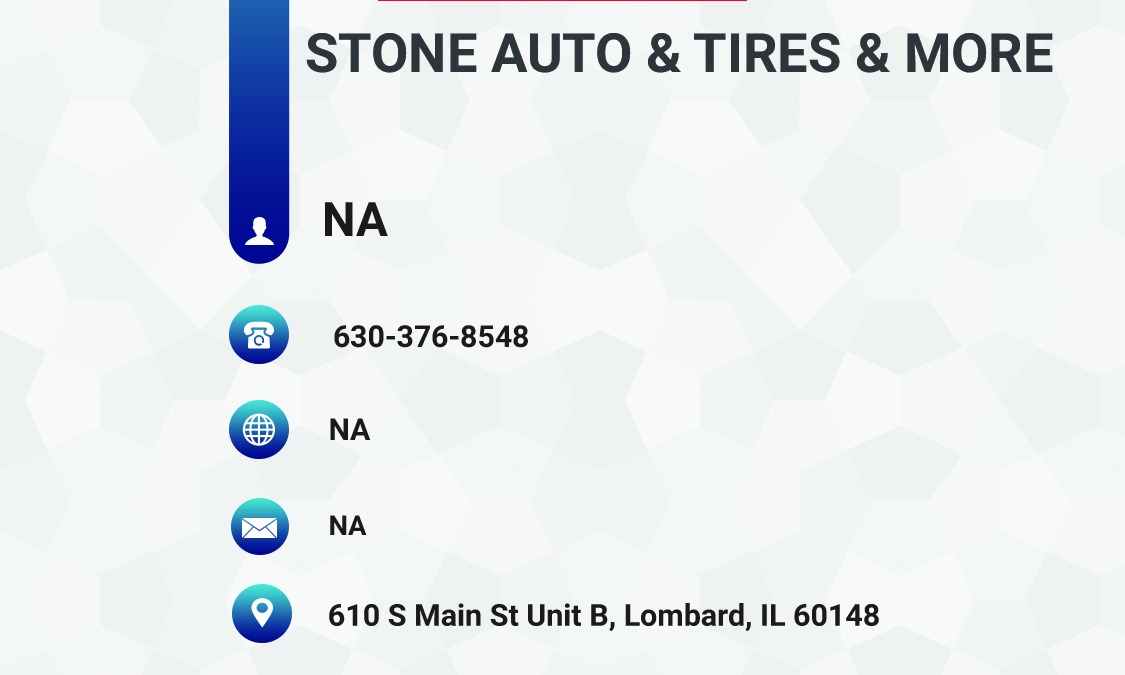 STONE AUTO & TIRES & MORE
NA
630-376-8548
NA
NA
610 S Main St Unit B, Lombard, IL 60148